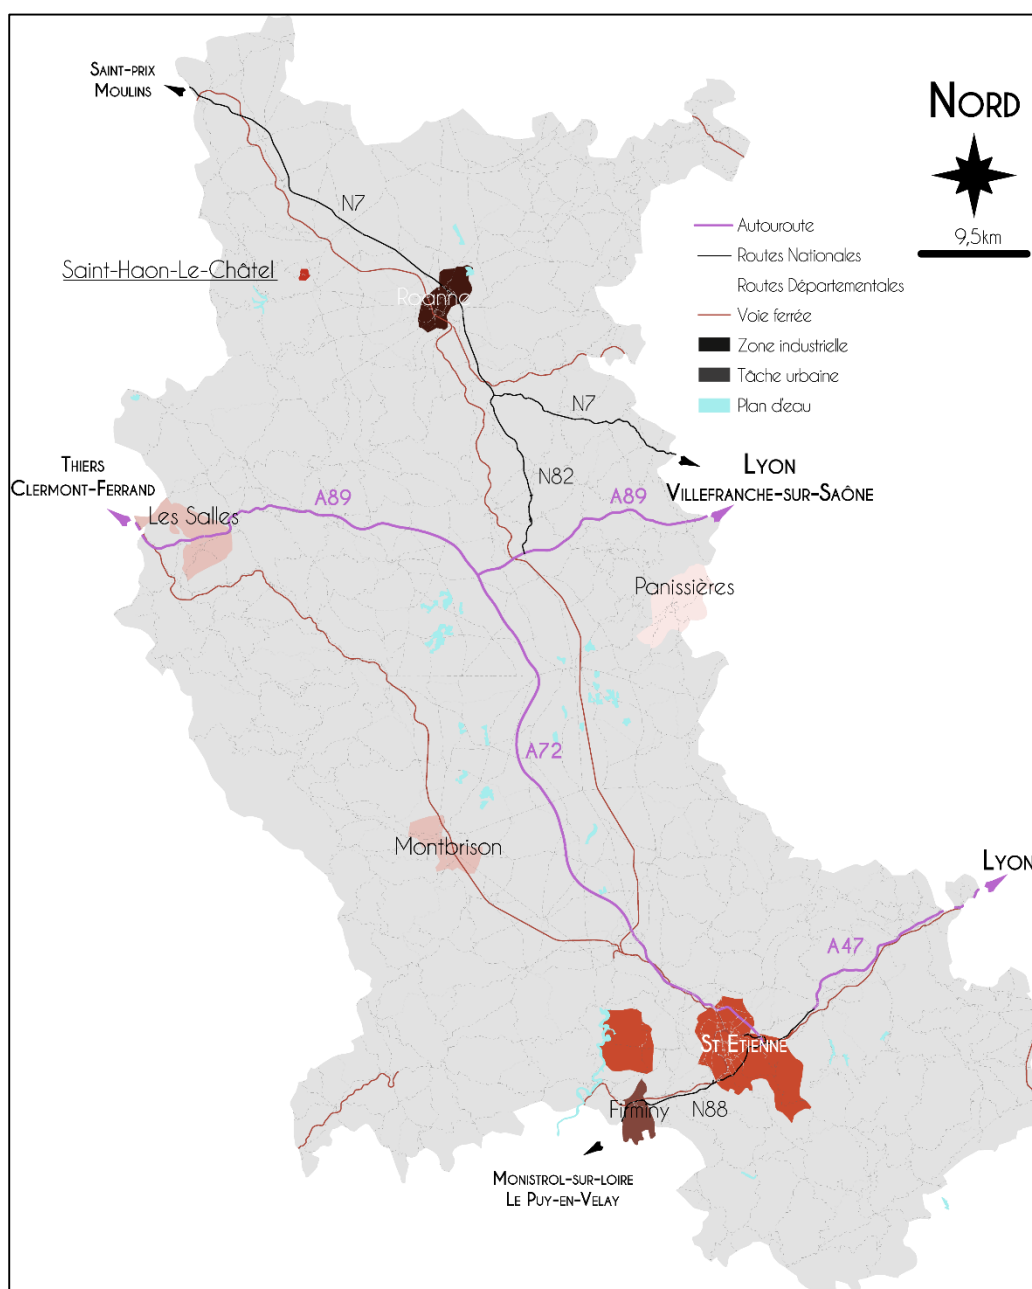 Saint-prix
Moulins
Nord
9,5km
N7
Autouroute
Routes Nationales
Routes Départementales
Voie ferrée
Zone industrielle
Tâche urbaine
Plan d'eau
Saint-Haon-Le-Châtel
Roanne
N7
Lyon
Villefranche-sur-Saône
N82
Thiers
Clermont-Ferrand
A89
A89
Les Salles
Panissières
A72
Montbrison
Lyon
A47
St Etienne
Firminy
N88
Monistrol-sur-loire
Le Puy-en-Velay